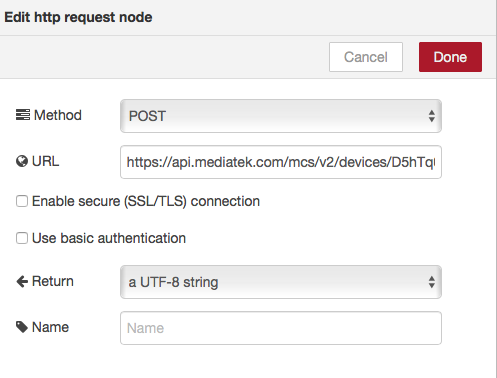 Edit http request node
Cancel
Done
Method
POST
URL
https://api.mediatek.com/mcs/v2/devices/D5hTq
Enable secure (SSL/TLS) connection
Use basic authentication
Return
a UTF-8 string
Name
Name